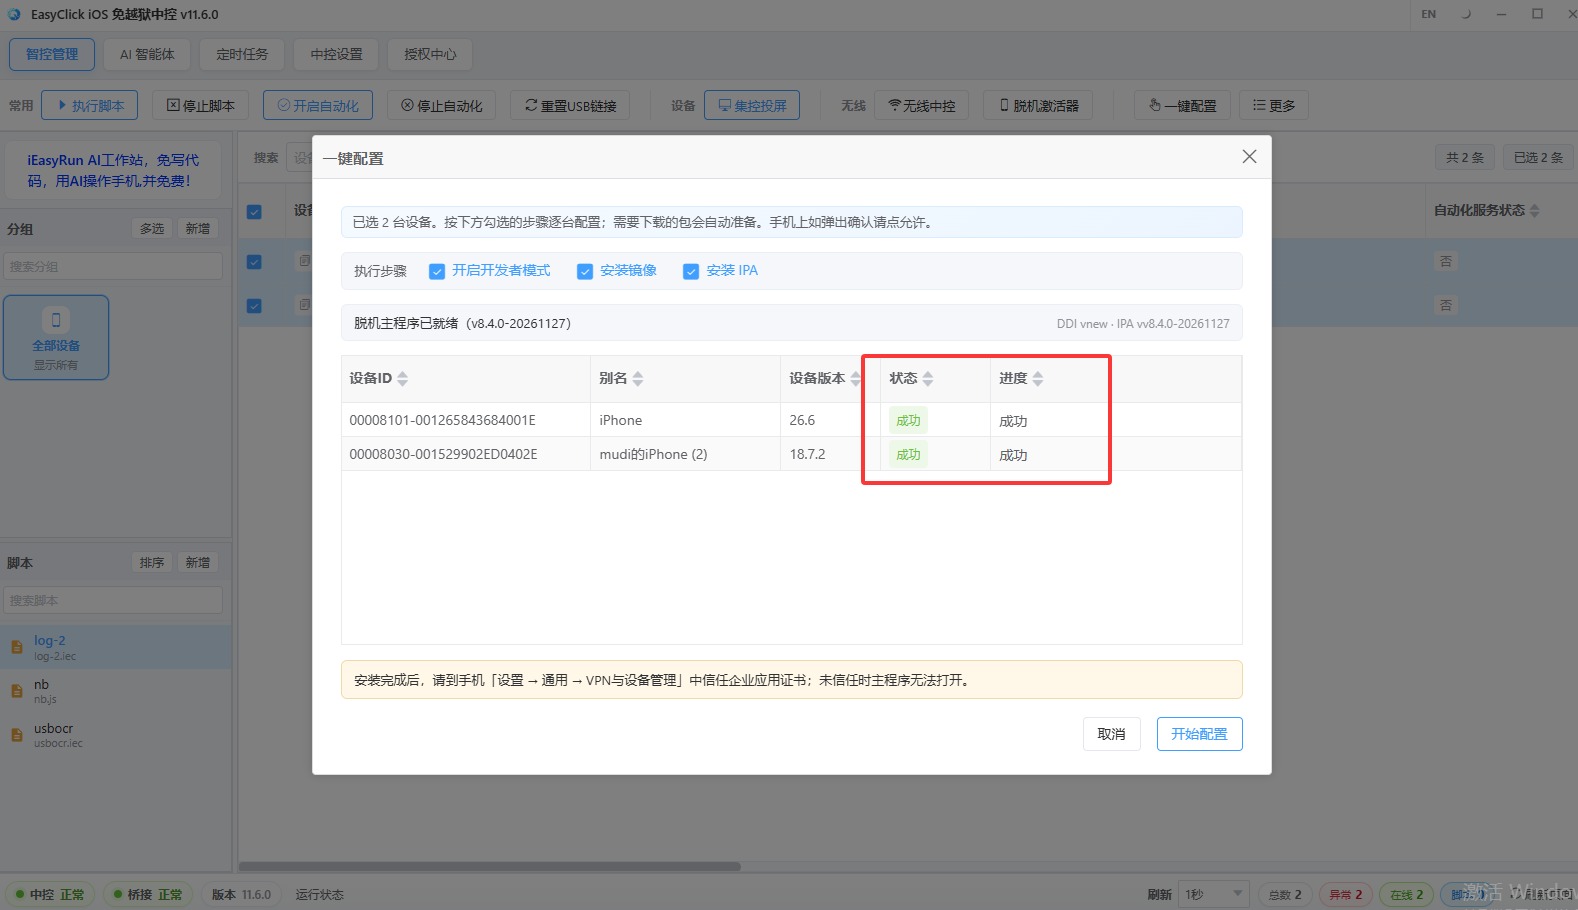 EasyClick iOS 免越狱中控 v11.6.0
EN
智控管理
AI 智能体
定时任务
中控设置
授权中心
常用
执行脚本
停止脚本
开启自动化
停止自动化
重置USB链接
设备
集控投屏
无线
无线中控
脱机激活器
一键配置
更多
iEasyRun AI工作站，免写代
码，用AI操作手机,并免费！
搜索
共 2 条
已选 2 条
分组
多选
新增
搜索分组
全部设备
显示所有
自动化服务状态
否
否
一键配置
已选 2 台设备。按下方勾选的步骤逐台配置；需要下载的包会自动准备。手机上如弹出确认请点允许。
执行步骤
开启开发者模式
安装镜像
安装 IPA
脱机主程序已就绪（v8.4.0-20261127）
DDI vnew · IPA vv8.4.0-20261127
设备ID
别名
设备版本
状态
进度
00008101-001265843684001E
iPhone
26.6
成功
成功
00008030-001529902ED0402E
mudi的iPhone (2)
18.7.2
成功
成功
安装完成后，请到手机「设置 → 通用 → VPN与设备管理」中信任企业应用证书；未信任时主程序无法打开。
取消
开始配置
脚本
排序
新增
搜索脚本
log-2
log-2.iec
nb
nb.js
usbocr
usbocr.iec
中控 正常
桥接 正常
版本 11.6.0
运行状态
刷新
1秒
总数 2
异常 2
在线 2
激活 Window